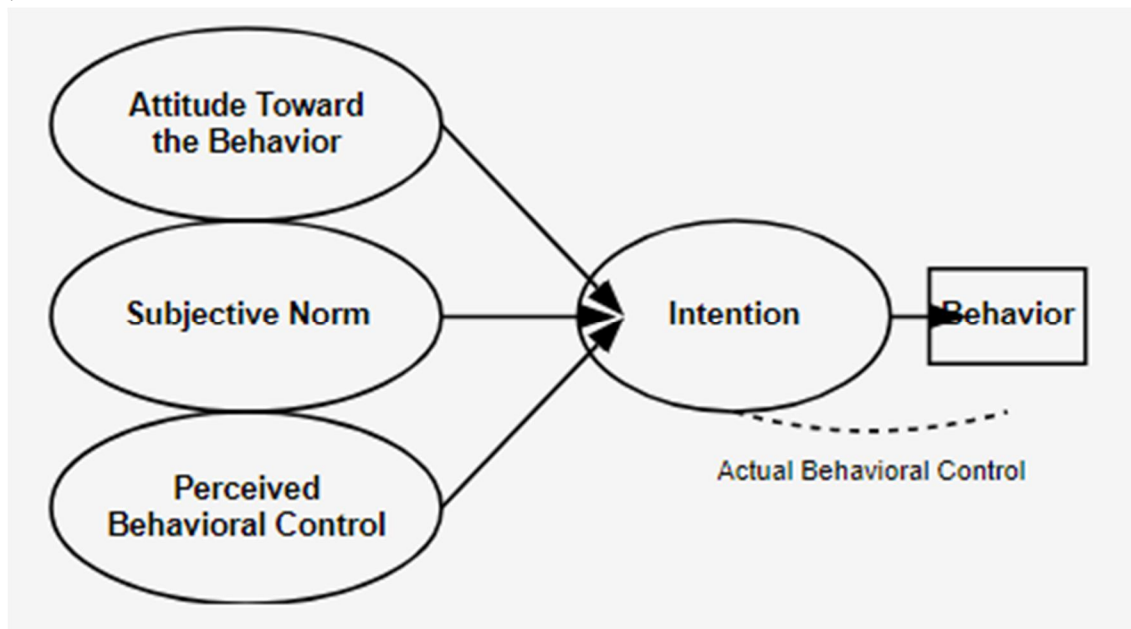 Attitude Toward
the Behavior
Subjective Norm
Perceived
Behavioral Control
Intention
Behavior
Actual Behavioral Control